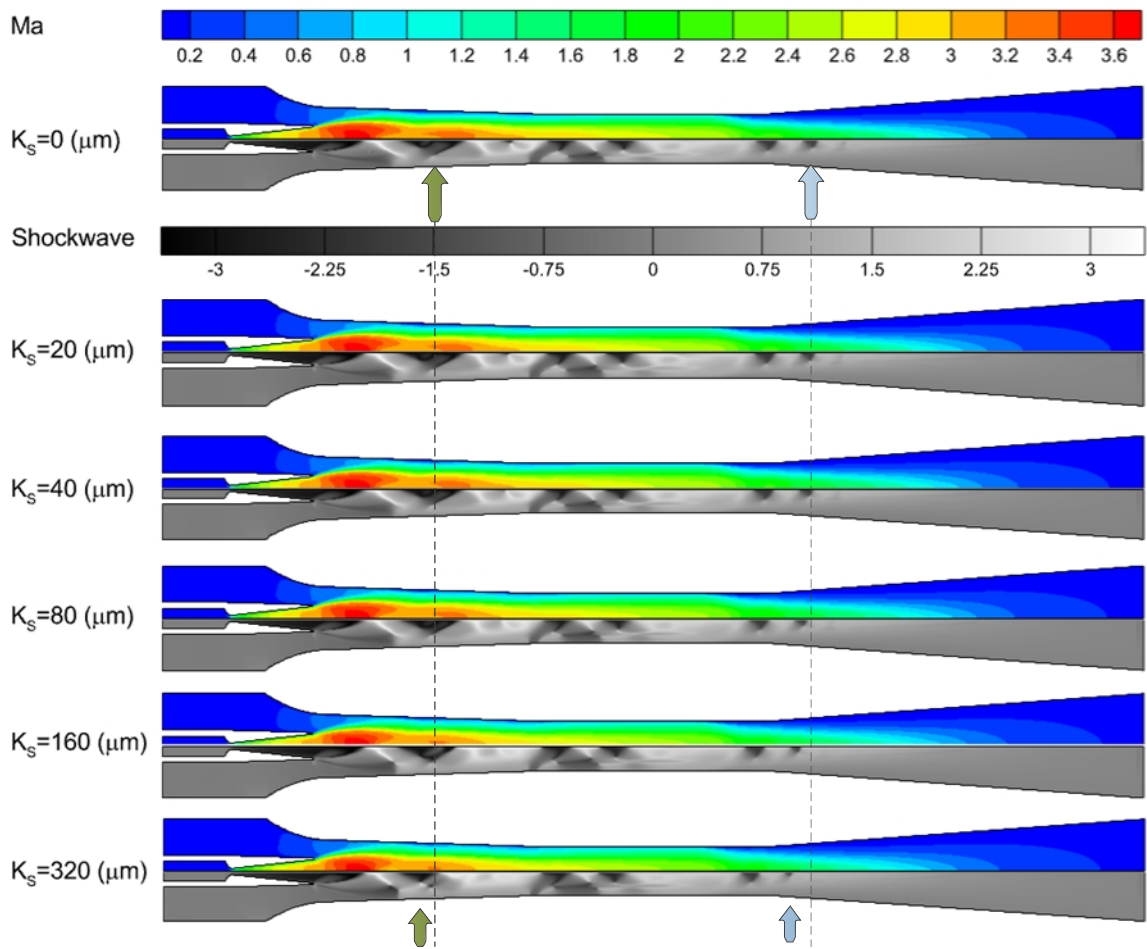 Ma
0.2 0.4 0.6 0.8 1 1.2 1.4 1.6 1.8 2 2.2 2.4 2.6 2.8 3 3.2 3.4 3.6
K_S=0 (μm)
Shockwave
-3 -2.25 -1.5 -0.75 0 0.75 1.5 2.25 3
K_S=20 (μm)
K_S=40 (μm)
K_S=80 (μm)
K_S=160 (μm)
K_S=320 (μm)